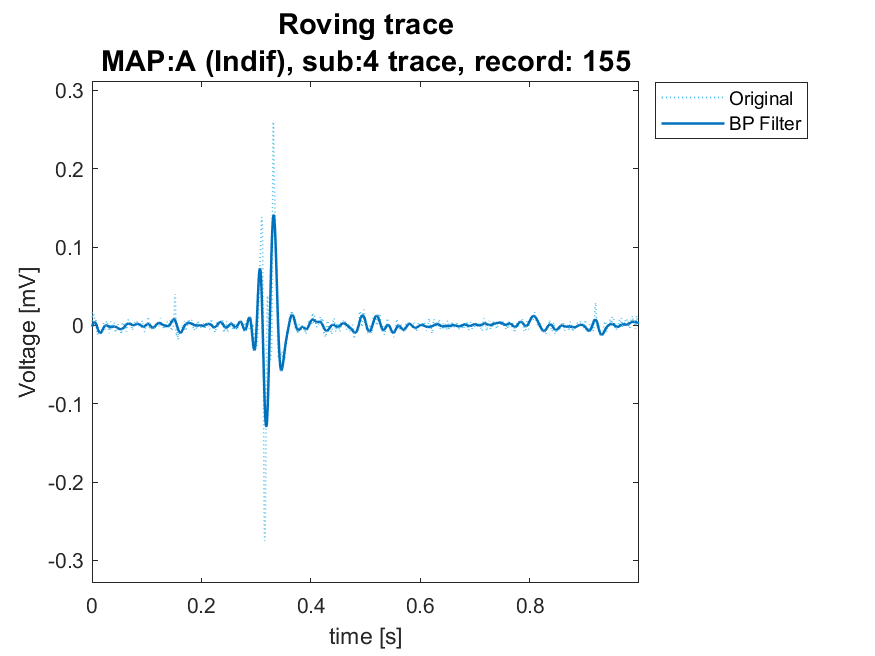 Roving trace
MAP:A (Indif), sub:4 trace, record: 155
Original
BP Filter
0.3
0.2
0.1
0
-0.1
-0.2
-0.3
Voltage [mV]
0
0.2
0.4
0.6
0.8
time [s]